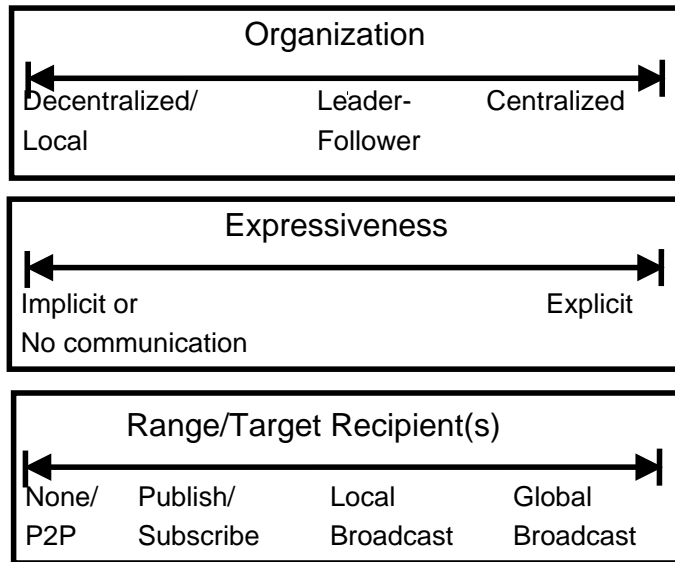 Organization
Decentralized/ Leader- Centralized
Local Follower
Expressiveness
Implicit or Explicit
No communication
Range/Target Recipient(s)
None/ Publish/ Local Global
P2P Subscribe Broadcast Broadcast